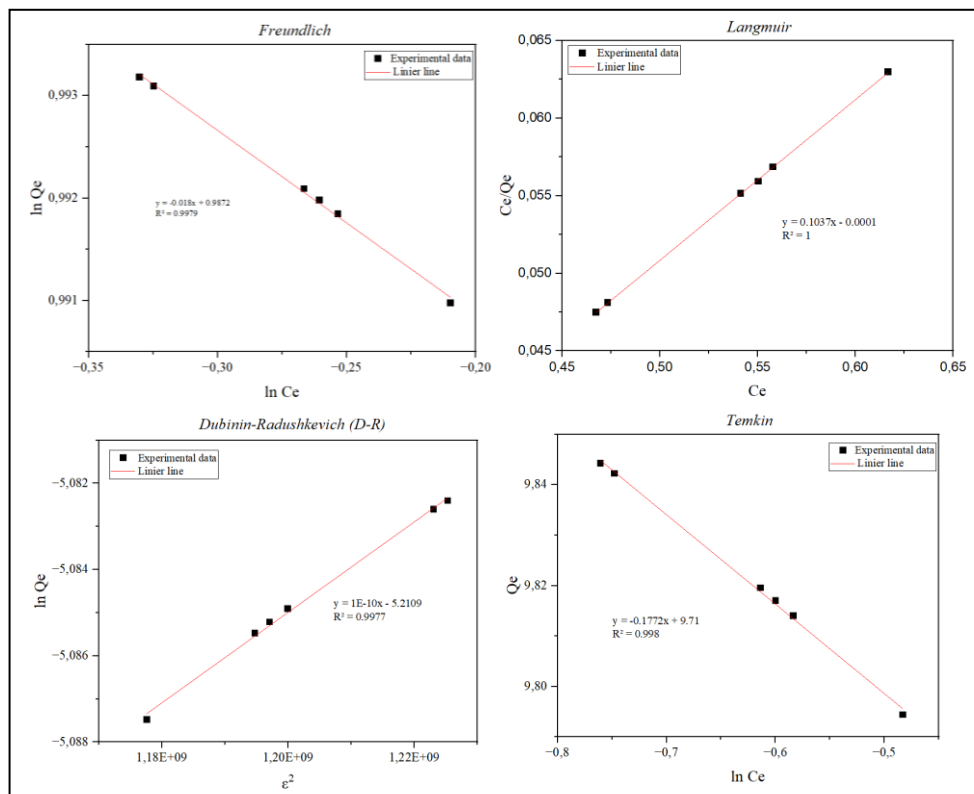 Freundlich
Experimental data
Linier line
0,993
0,992
0,991
ln Qe
y = -0.018x + 0.9872
R² = 0.9979
−0,35
−0,30
−0,25
−0,20
ln Ce
Langmuir
Experimental data
Linier line
0,065
0,060
0,055
0,050
0,045
Ce/Qe
y = 0.1037x - 0.0001
R² = 1
0,45
0,50
0,55
0,60
0,65
Ce
Dubinin-Radushkevich (D-R)
Experimental data
Linier line
−5,082
−5,084
−5,086
−5,088
ln Qe
y = 1E-10x - 5.2109
R² = 0.9977
1,18E+09
1,20E+09
1,22E+09
ε²
Temkin
Experimental data
Linier line
9,84
9,82
9,80
Qe
y = -0.1772x + 9.71
R² = 0.998
−0,8
−0,7
−0,6
−0,5
ln Ce